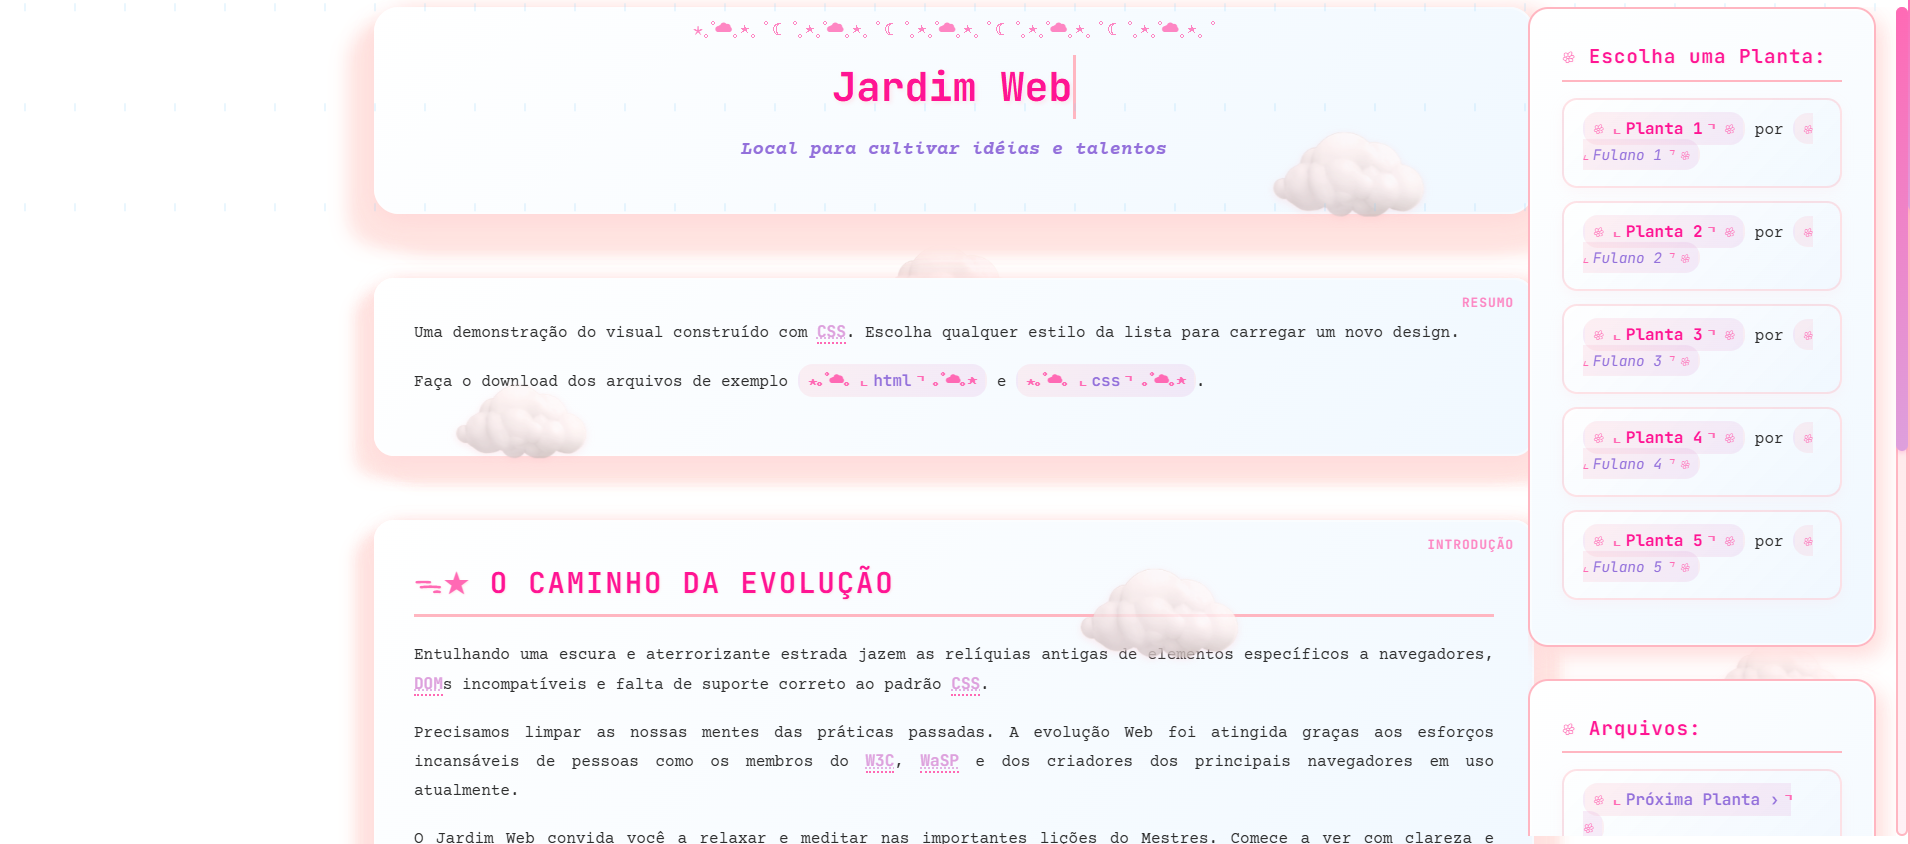 Jardim Web
Local para cultivar idéias e talentos
RESUMO
Uma demonstração do visual construído com CSS. Escolha qualquer estilo da lista para carregar um novo design.
Faça o download dos arquivos de exemplo ⌞html⌝ e ⌞css⌝.
INTRODUÇÃO
O CAMINHO DA EVOLUÇÃO
Entulhando uma escura e aterrorizante estrada jazem as relíquias antigas de elementos específicos a navegadores,
DOMs incompatíveis e falta de suporte correto ao padrão CSS.
Precisamos limpar as nossas mentes das práticas passadas. A evolução Web foi atingida graças aos esforços
incansáveis de pessoas como os membros do W3C, WaSP e dos criadores dos principais navegadores em uso
atualmente.
O Jardim Web convida você a relaxar e meditar nas importantes lições do Mestres. Comece a ver com clareza e
Escolha uma Planta:
⌞Planta 1⌝ por
⌞Fulano 1⌝
⌞Planta 2⌝ por
⌞Fulano 2⌝
⌞Planta 3⌝ por
⌞Fulano 3⌝
⌞Planta 4⌝ por
⌞Fulano 4⌝
⌞Planta 5⌝ por
⌞Fulano 5⌝
Arquivos:
⌞Próxima Planta ›⌝